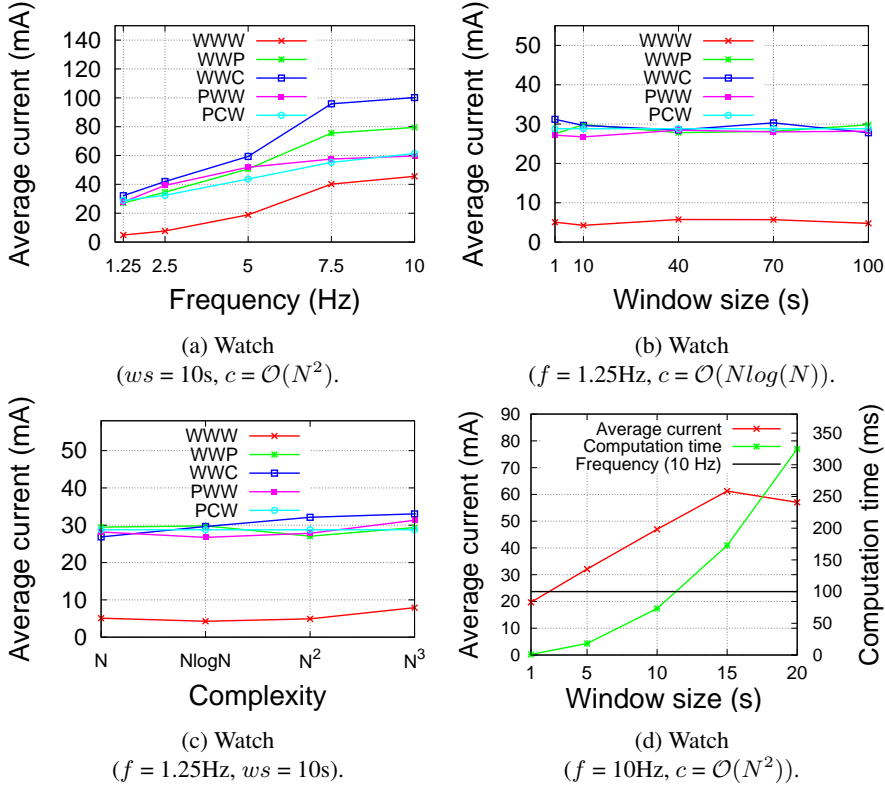 Average current (mA)
140
120
100
80
60
40
20
0
WWW
WWP
WWC
PWW
PCW
1.25 2.5 5 7.5 10
Frequency (Hz)
(a) Watch
(ws = 10s, c = O(N²).
Average current (mA)
50
40
30
20
10
0
WWW
WWP
WWC
PWW
PCW
1 10 40 70 100
Window size (s)
(b) Watch
(f = 1.25Hz, c = O(Nlog(N)).
Average current (mA)
50
40
30
20
10
0
WWW
WWP
WWC
PWW
PCW
N NlogN N² N³
Complexity
(c) Watch
(f = 1.25Hz, ws = 10s).
Average current (mA)
90
80
70
60
50
40
30
20
10
0
Average current
Computation time
Frequency (10 Hz)
350
300
250
200
150
100
50
0
Computation time (ms)
1 5 10 15 20
Window size (s)
(d) Watch
(f = 10Hz, c = O(N²)).